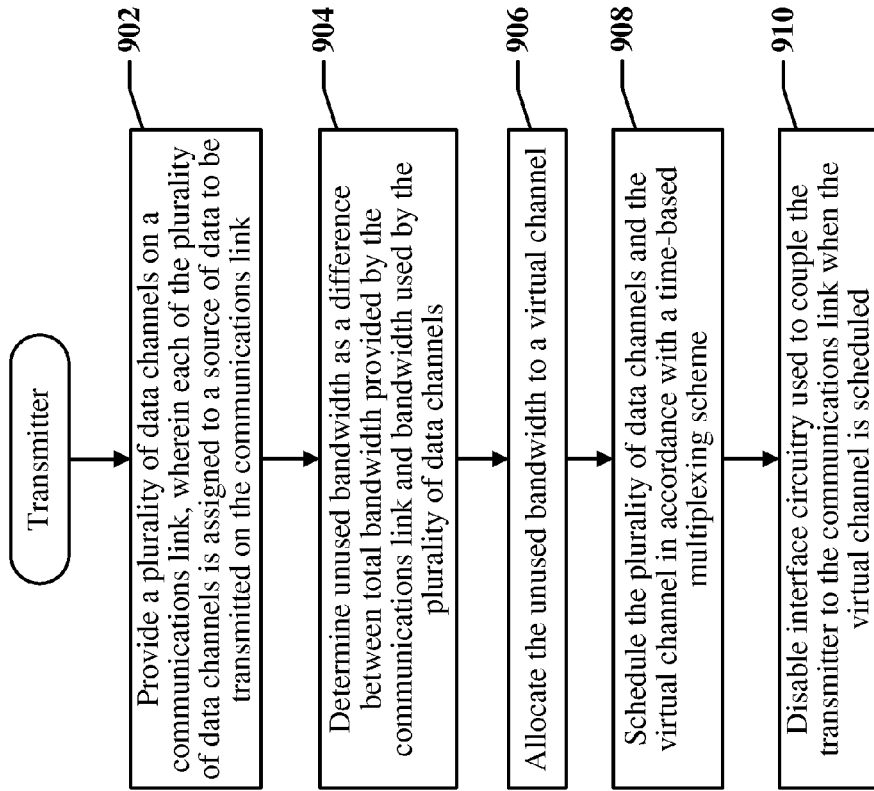 Transmitter
Provide a plurality of data channels on a
communications link, wherein each of the plurality
of data channels is assigned to a source of data to be
transmitted on the communications link
902
Determine unused bandwidth as a difference
between total bandwidth provided by the
communications link and bandwidth used by the
plurality of data channels
904
Allocate the unused bandwidth to a virtual channel
906
Schedule the plurality of data channels and the
virtual channel in accordance with a time-based
multiplexing scheme
908
Disable interface circuitry used to couple the
transmitter to the communications link when the
virtual channel is scheduled
910